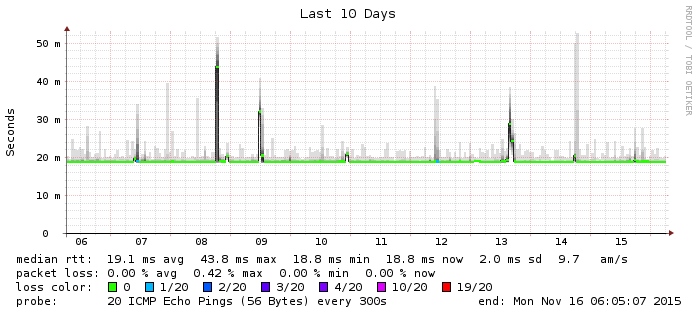 Last 10 Days
RRDTOOL / TOBI OETIKER
Seconds
50 m
40 m
30 m
20 m
10 m
0
06 07 08 09 10 11 12 13 14 15
median rtt: 19.1 ms avg 43.8 ms max 18.8 ms min 18.8 ms now 2.0 ms sd 9.7 am/s
packet loss: 0.00 % avg 0.42 % max 0.00 % min 0.00 % now
loss color: 0 1/20 2/20 3/20 4/20 10/20 19/20
probe: 20 ICMP Echo Pings (56 Bytes) every 300s end: Mon Nov 16 06:05:07 2015